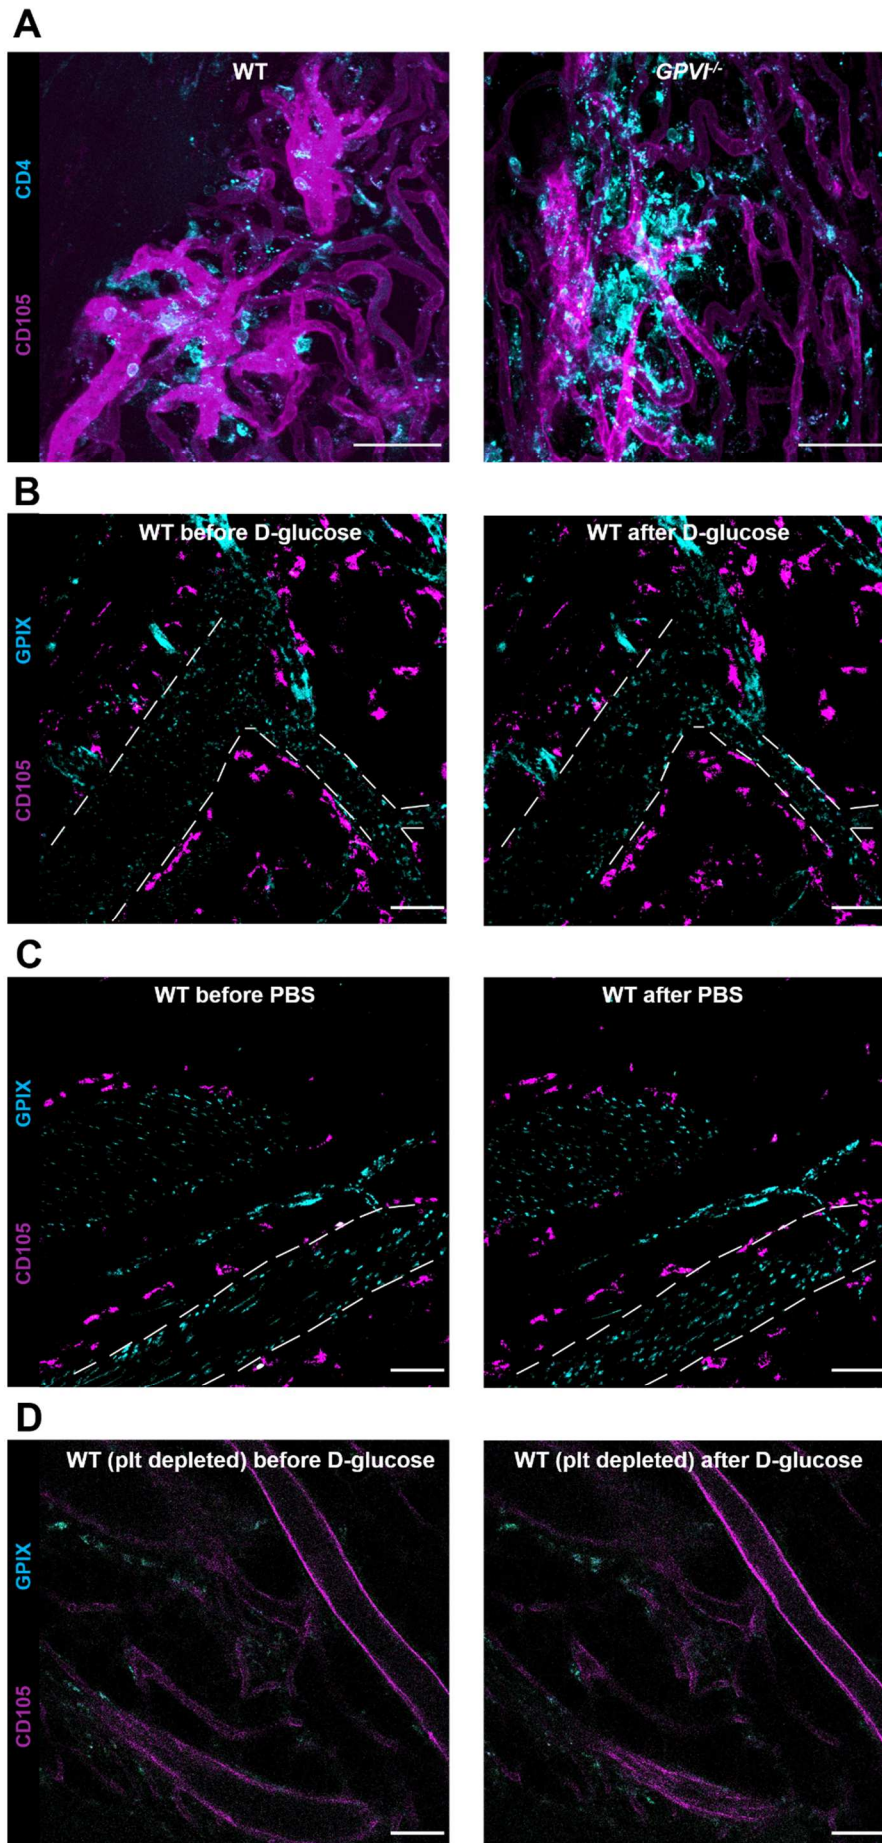 A
WT
GPVI-/-
CD4
CD105
B
WT before D-glucose
WT after D-glucose
GPIX
CD105
C
WT before PBS
WT after PBS
GPIX
CD105
D
WT (plt depleted) before D-glucose
WT (plt depleted) after D-glucose
GPIX
CD105